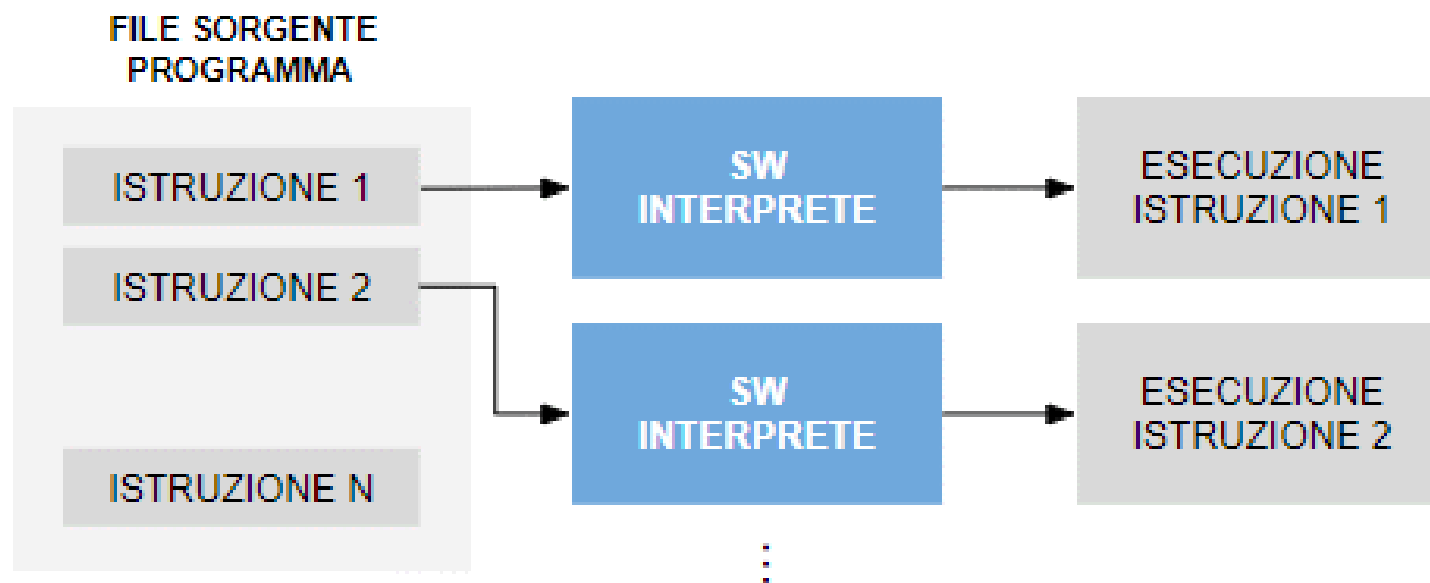 FILE SORGENTE
PROGRAMMA
ISTRUZIONE 1
SW
INTERPRETE
ESECUZIONE
ISTRUZIONE 1
ISTRUZIONE 2
SW
INTERPRETE
ESECUZIONE
ISTRUZIONE 2
ISTRUZIONE N